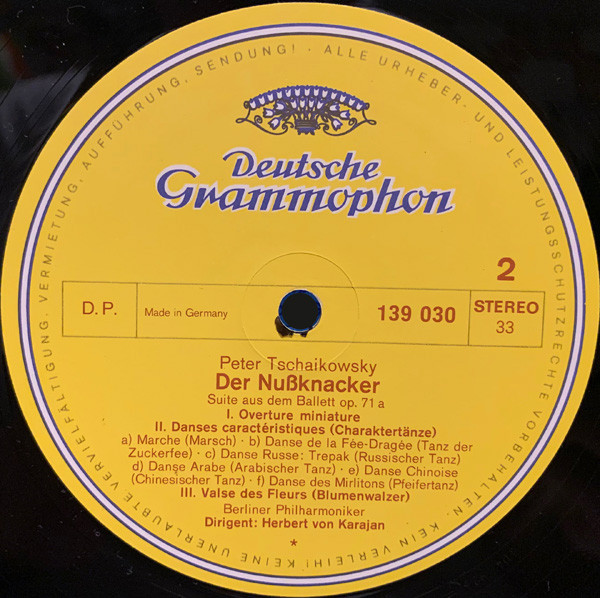 Deutsche
Grammophon
2
D.P.
Made in Germany
139 030
STEREO
33
Peter Tschaikowsky
Der Nußknacker
Suite aus dem Ballett op. 71 a
I. Overture miniature
II. Danses caractéristiques (Charaktertänze)
a) Marche (Marsch) · b) Danse de la Fée-Dragée (Tanz der
Zuckerfee) · c) Danse Russe: Trepak (Russischer Tanz)
d) Danse Arabe (Arabischer Tanz) · e) Danse Chinoise
(Chinesischer Tanz) · f) Danse des Mirlitons (Pfeifertanz)
III. Valse des Fleurs (Blumenwalzer)
Berliner Philharmoniker
Dirigent: Herbert von Karajan
*
ALLE URHEBER- UND LEISTUNGSSCHUTZRECHTE VORBEHALTEN · KEIN VERLEIH! KEINE UNERLAUBTE VERVIELFÄLTIGUNG, VERMIETUNG, AUFFÜHRUNG, SENDUNG! ·